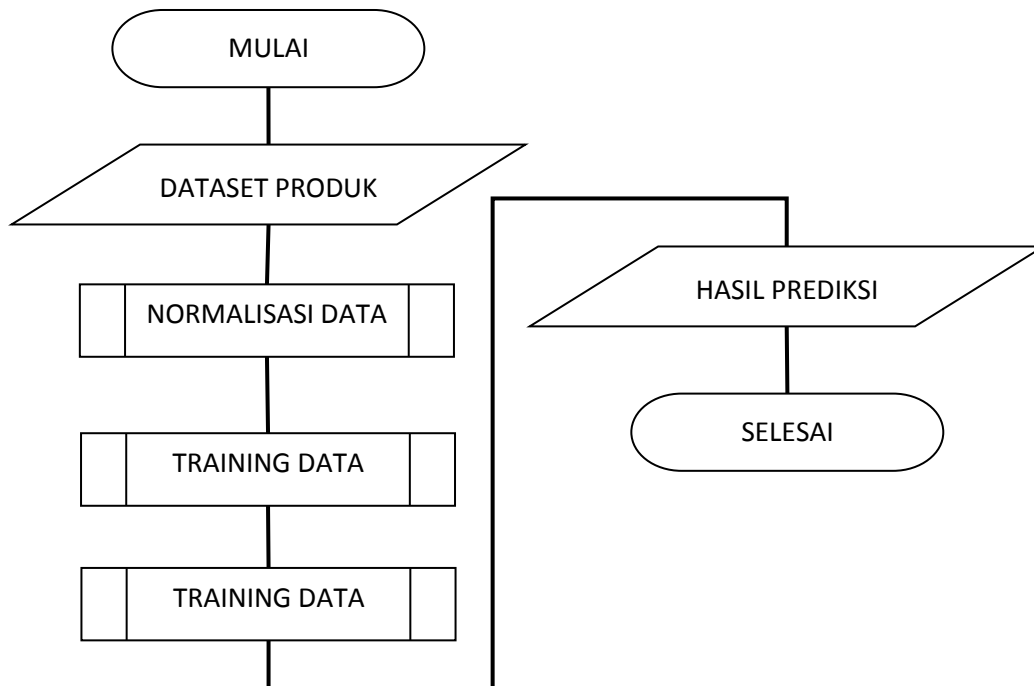 MULAI
DATASET PRODUK
NORMALISASI DATA
TRAINING DATA
TRAINING DATA
HASIL PREDIKSI
SELESAI